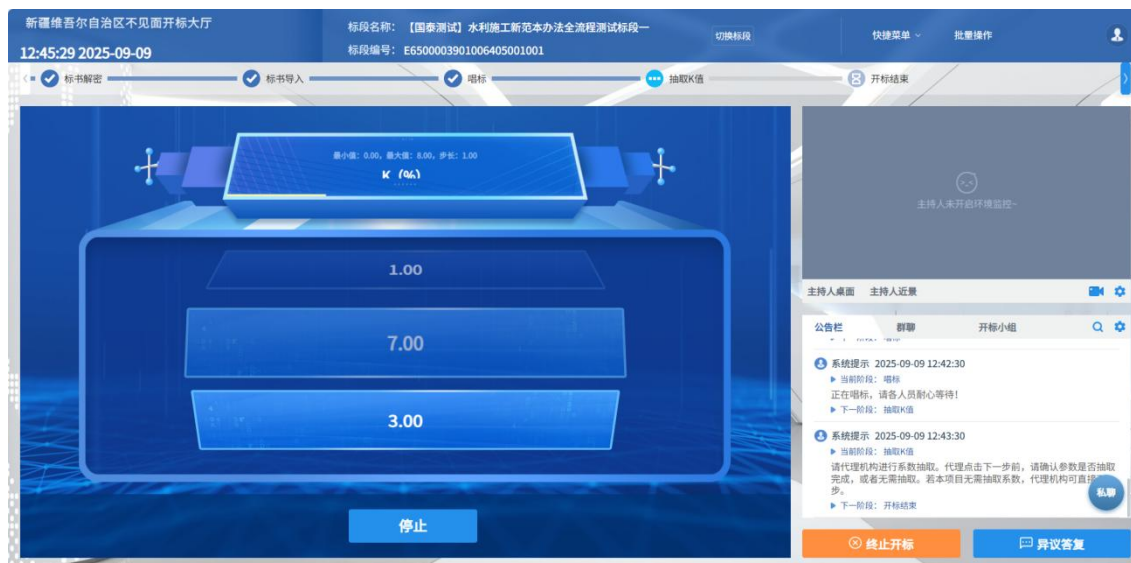 新疆维吾尔自治区不见面开标大厅
12:45:29 2025-09-09
标段名称： 【国泰测试】水利施工新范本办法全流程测试标段一
标段编号： E6500003901006405001001
切换标段
快捷菜单
批量操作
标书解密
标书导入
唱标
抽取K值
开标结束
最小值：0.00，最大值：8.00，步长：1.00
K (%)
1.00
7.00
3.00
停止
主持人未开启环境监控~
主持人桌面 主持人近景
公告栏 群聊 开标小组
系统提示 2025-09-09 12:42:30
当前阶段： 唱标
正在唱标，请各人员耐心等待！
下一阶段： 抽取K值
系统提示 2025-09-09 12:43:30
当前阶段： 抽取K值
请代理机构进行系数抽取。代理点击下一步前，请确认参数是否抽取
完成，或者无需抽取。若本项目无需抽取系数，代理机构可直接
步。
下一阶段： 开标结束
私聊
终止开标
异议答复